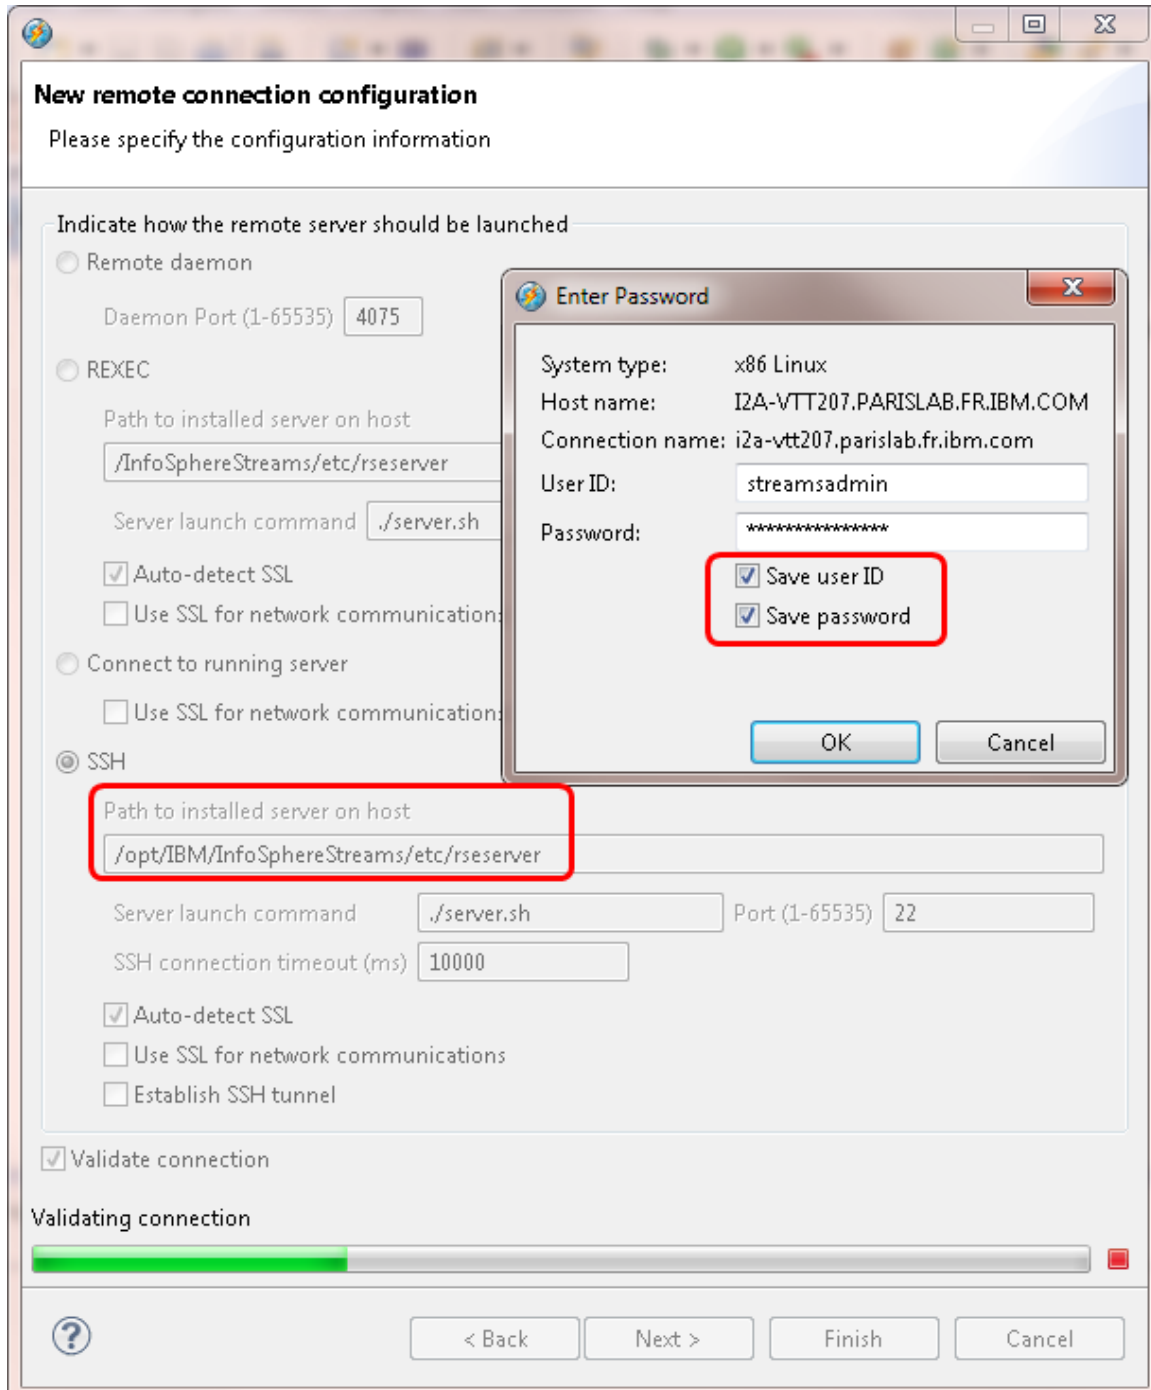 New remote connection configuration
Please specify the configuration information
Indicate how the remote server should be launched
Remote daemon
Daemon Port (1-65535) 4075
REXEC
Path to installed server on host
/InfoSphereStreams/etc/rseserver
Server launch command ./server.sh
Auto-detect SSL
Use SSL for network communication
Connect to running server
Use SSL for network communication
SSH
Path to installed server on host
/opt/IBM/InfoSphereStreams/etc/rseserver
Server launch command ./server.sh Port (1-65535) 22
SSH connection timeout (ms) 10000
Auto-detect SSL
Use SSL for network communications
Establish SSH tunnel
Validate connection
Validating connection
< Back Next > Finish Cancel
Enter Password
System type: x86 Linux
Host name: I2A-VTT207.PARISLAB.FR.IBM.COM
Connection name: i2a-vtt207.parislab.fr.ibm.com
User ID: streamsadmin
Password: ***************
Save user ID
Save password
OK Cancel